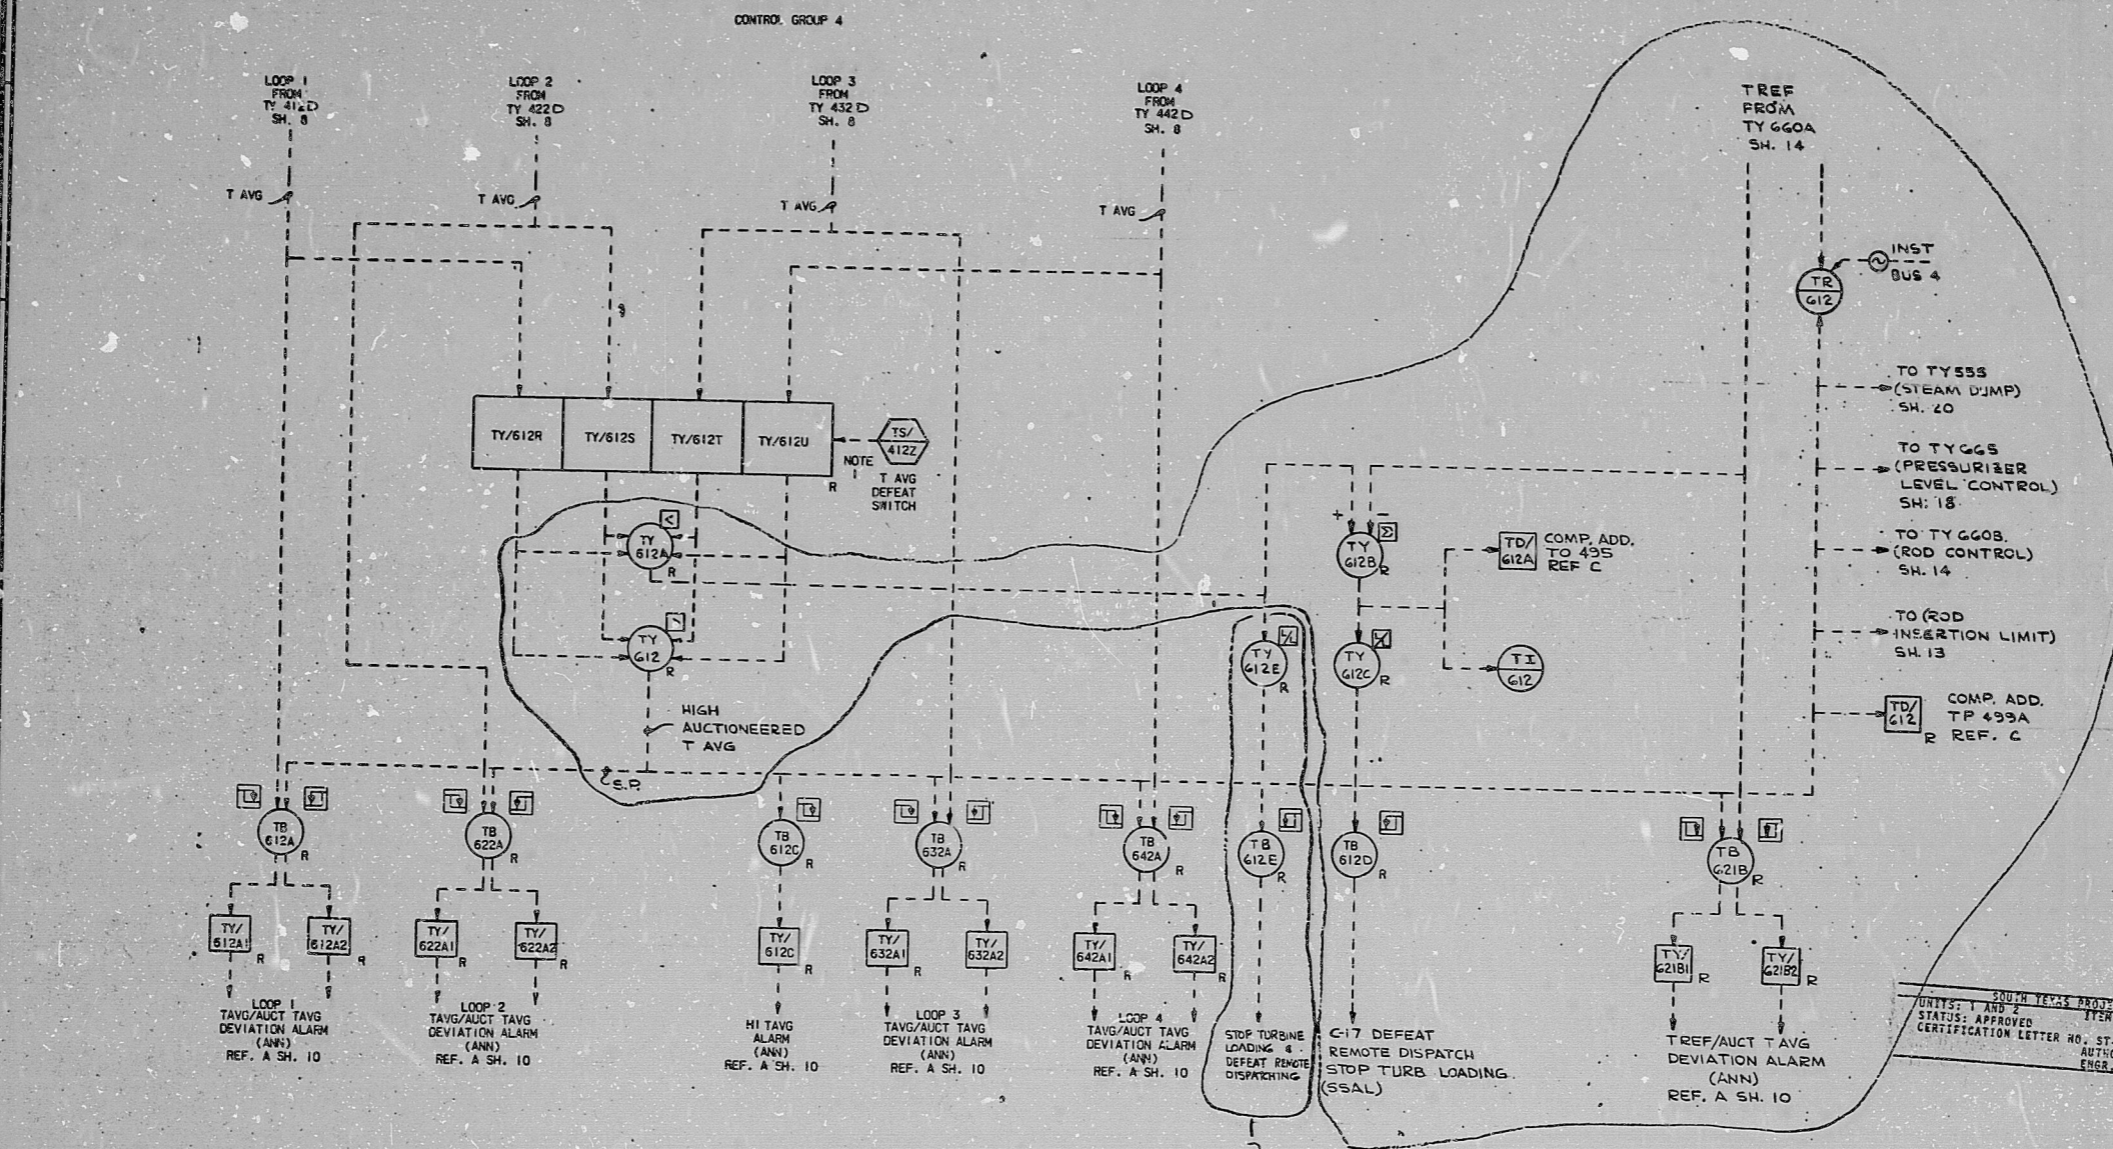 CONTROL GROUP 4
LOOP 1
FROM
TY 412D
SH. 8
LOOP 2
FROM
TY 422D
SH. 8
LOOP 3
FROM
TY 432D
SH. 8
LOOP 4
FROM
TY 442D
SH. 8
TREF
FROM
TY 660A
SH. 14
T AVG
T AVG
T AVG
T AVG
INST
BUS 4
TR
612
TO TY555
(STEAM DUMP)
SH. 20
TO TY665
(PRESSURIZER
LEVEL CONTROL)
SH. 18
TO TY660B
(ROD CONTROL)
SH. 14
TO (ROD
INSERTION LIMIT)
SH. 13
TD/
612
R
COMP. ADD.
TP 499A
REF. C
TY/612R
TY/612S
TY/612T
TY/612U
R
TS/
412Z
NOTE
1
T AVG
DEFEAT
SWITCH
TY
612A
R
TY
612
R
HIGH
AUCTIONEERED
T AVG
S.P.
+
-
Σ
TY
612B
R
TD/
612A
COMP. ADD.
TO 495
REF C
TY
612E
R
TY
612C
R
TI
612
TB
612A
R
TB
622A
R
TB
612C
R
TB
632A
R
TB
642A
R
TB
612E
R
TB
612D
R
TB
621B
R
TY/
612A1
R
TY/
612A2
R
TY/
622A1
R
TY/
622A2
R
TY/
612C
R
TY/
632A1
R
TY/
632A2
R
TY/
642A1
R
TY/
642A2
R
TY/
621B1
R
TY/
621B2
R
LOOP 1
TAVG/AUCT TAVG
DEVIATION ALARM
(ANN)
REF. A SH. 10
LOOP 2
TAVG/AUCT TAVG
DEVIATION ALARM
(ANN)
REF. A SH. 10
HI TAVG
ALARM
(ANN)
REF. A SH. 10
LOOP 3
TAVG/AUCT TAVG
DEVIATION ALARM
(ANN)
REF. A SH. 10
LOOP 4
TAVG/AUCT TAVG
DEVIATION ALARM
(ANN)
REF. A SH. 10
STOP TURBINE
LOADING &
DEFEAT REMOTE
DISPATCHING
C-17 DEFEAT
REMOTE DISPATCH
STOP TURB LOADING
(SSAL)
TREF/AUCT TAVG
DEVIATION ALARM
(ANN)
REF. A SH. 10
SOUTH TEXAS
UNITS: 1 AND 2
STATUS: APPROVED
CERTIFICATION LETTER NO. ST-
ENGR.